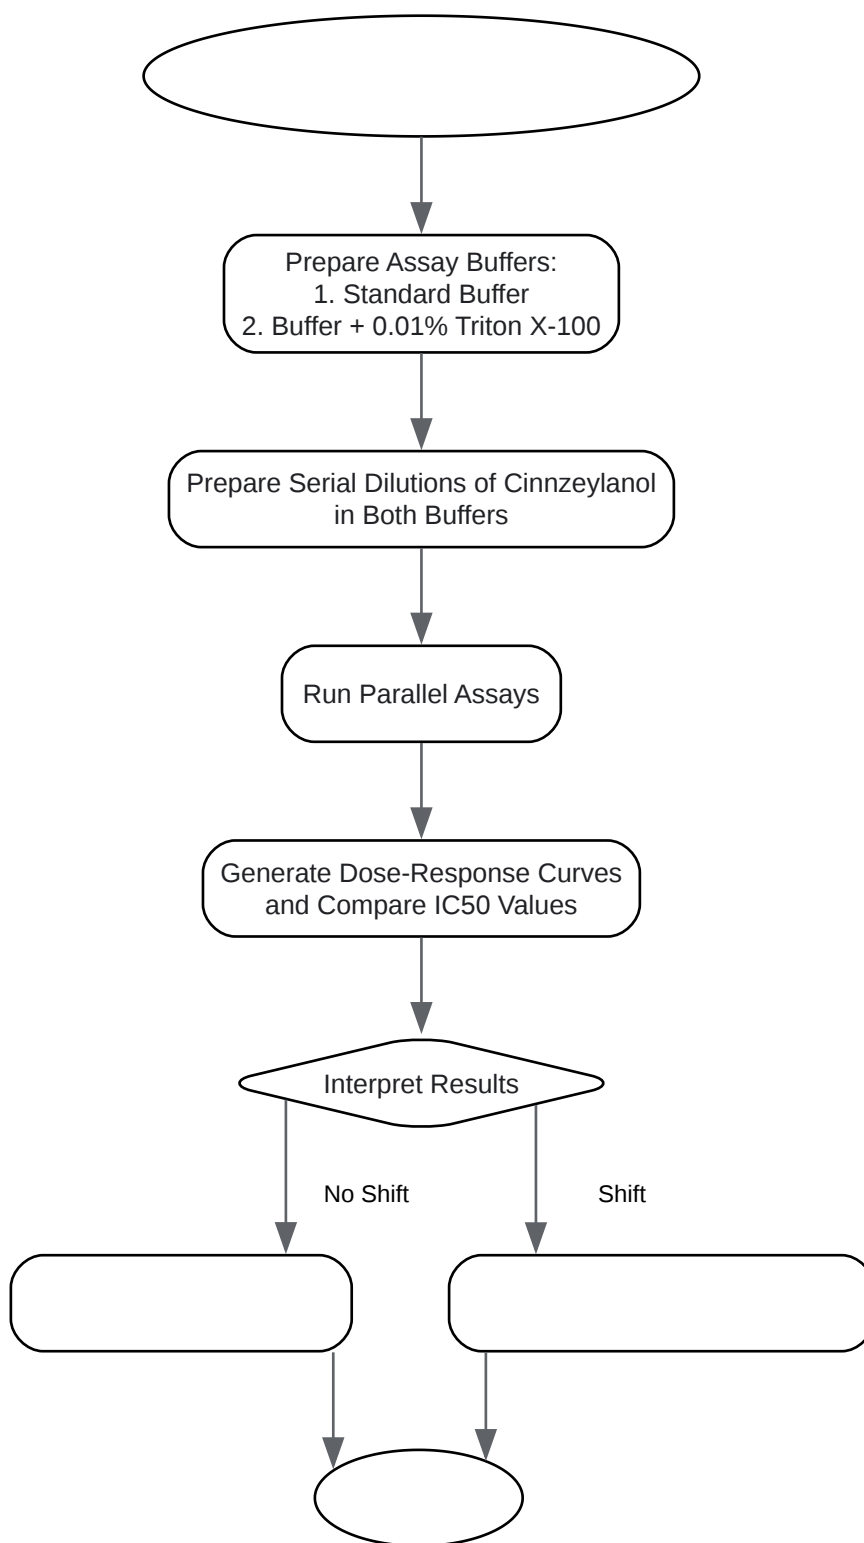 Prepare Assay Buffers:
1. Standard Buffer
2. Buffer + 0.01% Triton X-100
Prepare Serial Dilutions of Cinnzeylanol
in Both Buffers
Run Parallel Assays
Generate Dose-Response Curves
and Compare IC50 Values
Interpret Results
No Shift
Shift